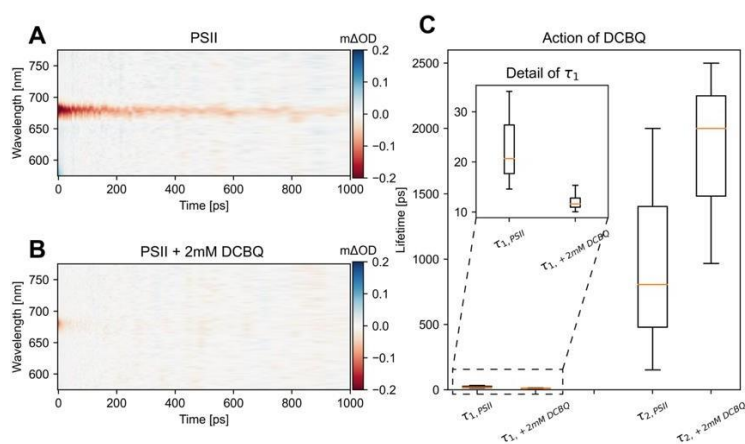 A
PSII
mΔOD
Wavelength [nm]
750
700
650
600
0.2
0.1
0.0
−0.1
−0.2
0
200
400
600
800
1000
Time [ps]
B
PSII + 2mM DCBQ
mΔOD
Wavelength [nm]
750
700
650
600
0.2
0.1
0.0
−0.1
−0.2
0
200
400
600
800
1000
Time [ps]
C
Action of DCBQ
Lifetime [ps]
2500
2000
1500
1000
500
0
Detail of τ1
30
20
10
τ1, PSII
τ1, + 2mM DCBQ
τ1, PSII
τ1, + 2mM DCBQ
τ2, PSII
τ2, + 2mM DCBQ